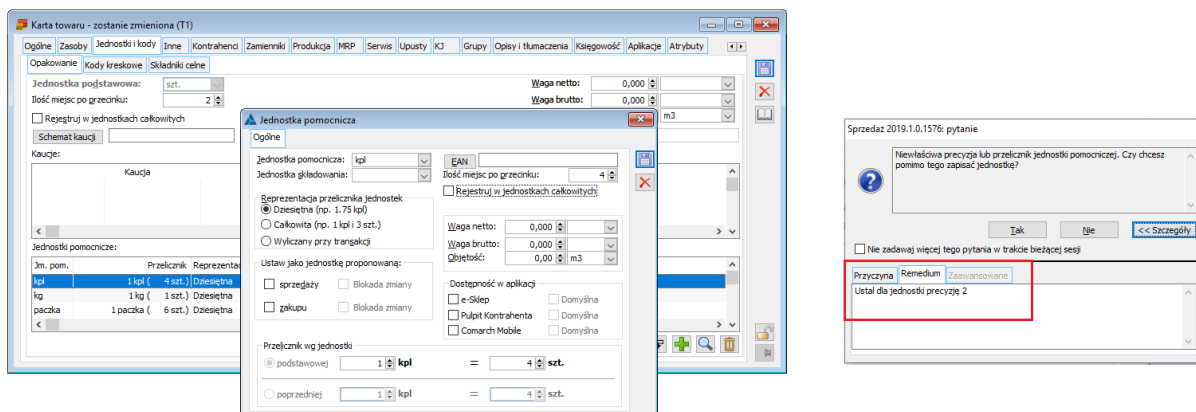 Karta towaru - zostanie zmieniona (T1)
Ogólne Zasoby Jednostki i kody Inne Kontrahenci Zamienniki Produkcja MRP Serwis Upusty KJ Grupy Opisy i tłumaczenia Księgowość Aplikacje Atrybuty
Opakowanie Kody kreskowe Składniki celne
Jednostka podstawowa: szt. Waga netto: 0,000
Ilość miejsc po przecinku: 2 Waga brutto: 0,000
Rejestruj w jednostkach całkowitych m3
Schemat kaucji
Kaucje:
Kaucja
Jednostki pomocnicze:
Jm. pom. Przelicznik
kpl 1 kpl ( 4 szt.) Dziesiętna
kg 1 kg ( 1 szt.) Dziesiętna
paczka 1 paczka ( 6 szt.) Dziesiętna
Jednostka pomocnicza
Ogólne
Jednostka pomocnicza: kpl EAN
Jednostka składowania: Ilość miejsc po przecinku: 4
Rejestruj w jednostkach całkowitych
Reprezentacja przelicznika jednostek
Dziesiętna (np. 1.75 kpl)
Całkowita (np. 1 kpl i 3 szt.)
Wyliczany przy transakcji
Waga netto: 0,000
Waga brutto: 0,000
Objętość: 0,00 m3
Ustaw jako jednostkę proponowaną:
sprzedaży Blokada zmiany
zakupu Blokada zmiany
Dostępność w aplikacji
e-Sklep Domyślna
Pulpit Kontrahenta Domyślna
Comarch Mobile Domyślna
Przelicznik wg jednostki
podstawowej 1 kpl = 4 szt.
poprzedniej 1 kpl = 4 szt.
Sprzedaż 2019.1.0.1576: pytanie
Niewłaściwa precyzja lub przelicznik jednostki pomocniczej. Czy chcesz
pomimo tego zapisać jednostkę?
Tak Nie << Szczegóły
Nie zadawaj więcej tego pytania w trakcie bieżącej sesji
Przyczyna Remedium Zaawansowane
Ustal dla jednostki precyzję 2